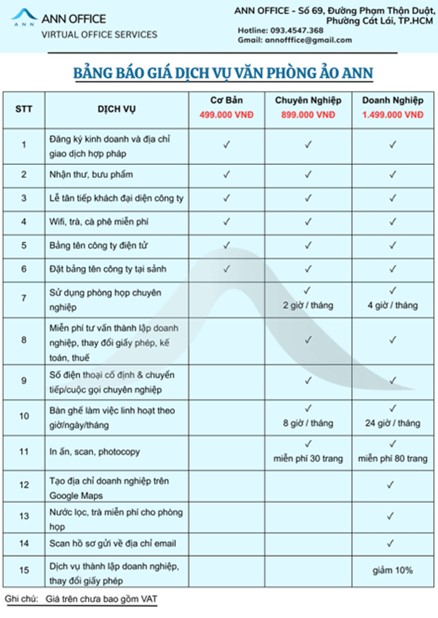 ANN OFFICE
VIRTUAL OFFICE SERVICES
ANN
ANN OFFICE - Số 69, Đường Phạm Thận Duật,
Phường Cát Lái, TP.HCM
Hotline: 093.4547.368
Gmail: annofffice@gmail.com
BẢNG BÁO GIÁ DỊCH VỤ VĂN PHÒNG ẢO ANN
STT DỊCH VỤ Cơ Bản 499.000 VNĐ Chuyên Nghiệp 899.000 VNĐ Doanh Nghiệp 1.499.000 VNĐ
1 Đăng ký kinh doanh và địa chỉ ✓ ✓ ✓
giao dịch hợp pháp
2 Nhận thư, bưu phẩm ✓ ✓ ✓
3 Lễ tân tiếp khách đại diện công ty ✓ ✓ ✓
4 Wifi, trà, cà phê miễn phí ✓ ✓ ✓
5 Bảng tên công ty điện tử ✓ ✓ ✓
6 Đặt bảng tên công ty tại sảnh ✓ ✓ ✓
7 Sử dụng phòng họp chuyên ✓ ✓
nghiệp 2 giờ / tháng 4 giờ / tháng
8 Miễn phí tư vấn thành lập doanh
nghiệp, thay đổi giấy phép, kế ✓ ✓
toán, thuế
9 Số điện thoại cố định & chuyển ✓ ✓
tiếp/cuộc gọi chuyên nghiệp
10 Bàn ghế làm việc linh hoạt theo ✓ ✓
giờ/ngày/tháng 8 giờ / tháng 24 giờ / tháng
11 In ấn, scan, photocopy ✓ ✓
miễn phí 30 trang miễn phí 80 trang
12 Tạo địa chỉ doanh nghiệp trên ✓
Google Maps
13 Nước lọc, trà miễn phí cho phòng ✓
họp
14 Scan hồ sơ gửi về địa chỉ email ✓
15 Dịch vụ thành lập doanh nghiệp, giảm 10%
thay đổi giấy phép
Ghi chú: Giá trên chưa bao gồm VAT